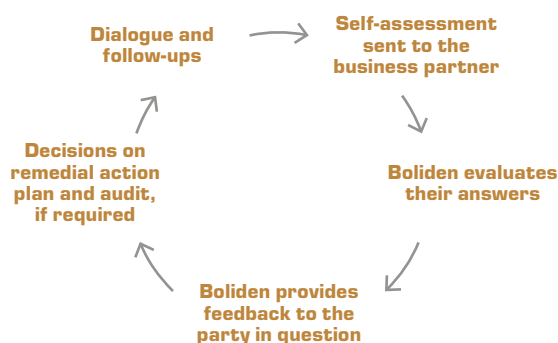 Dialogue and
follow-ups
Self-assessment
sent to the
business partner
Boliden evaluates
their answers
Boliden provides
feedback to the
party in question
Decisions on
remedial action
plan and audit,
if required